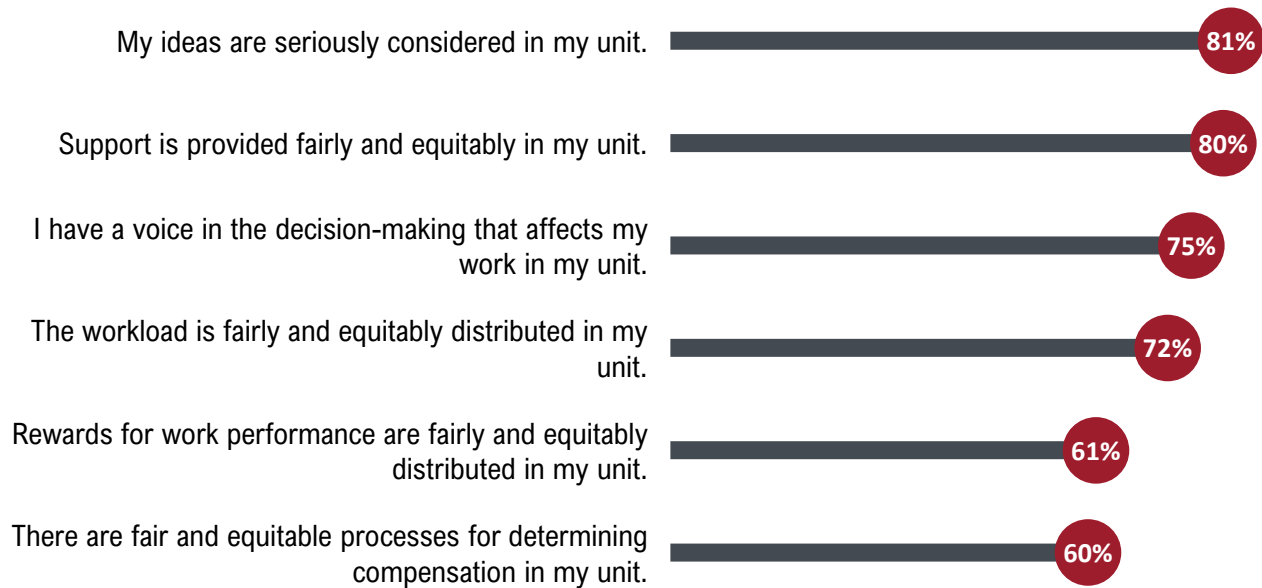 My ideas are seriously considered in my unit.
81%
Support is provided fairly and equitably in my unit.
80%
I have a voice in the decision-making that affects my
work in my unit.
75%
The workload is fairly and equitably distributed in my
unit.
72%
Rewards for work performance are fairly and equitably
distributed in my unit.
61%
There are fair and equitable processes for determining
compensation in my unit.
60%